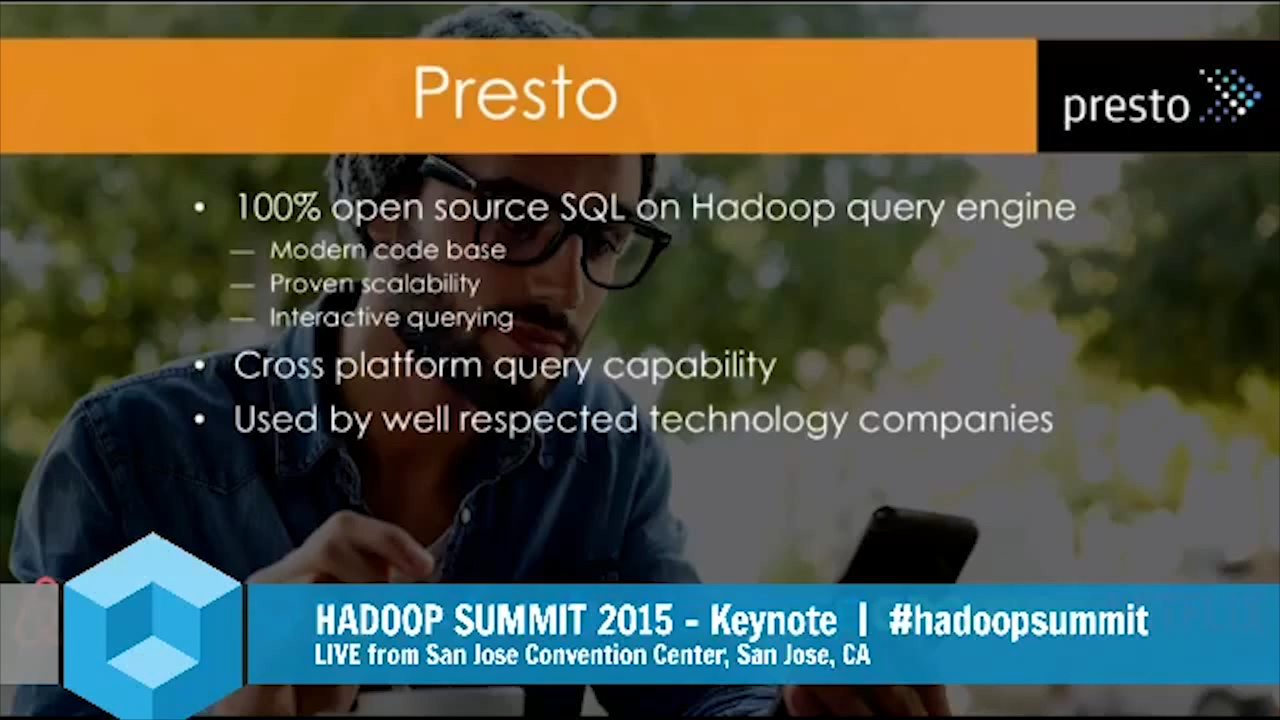 Presto
presto
• 100% open source SQL on Hadoop query engine
— Modern code base
— Proven scalability
— Interactive querying
• Cross platform query capability
• Used by well respected technology companies
HADOOP SUMMIT 2015 - Keynote | #hadoopsummit
LIVE from San Jose Convention Center, San Jose, CA